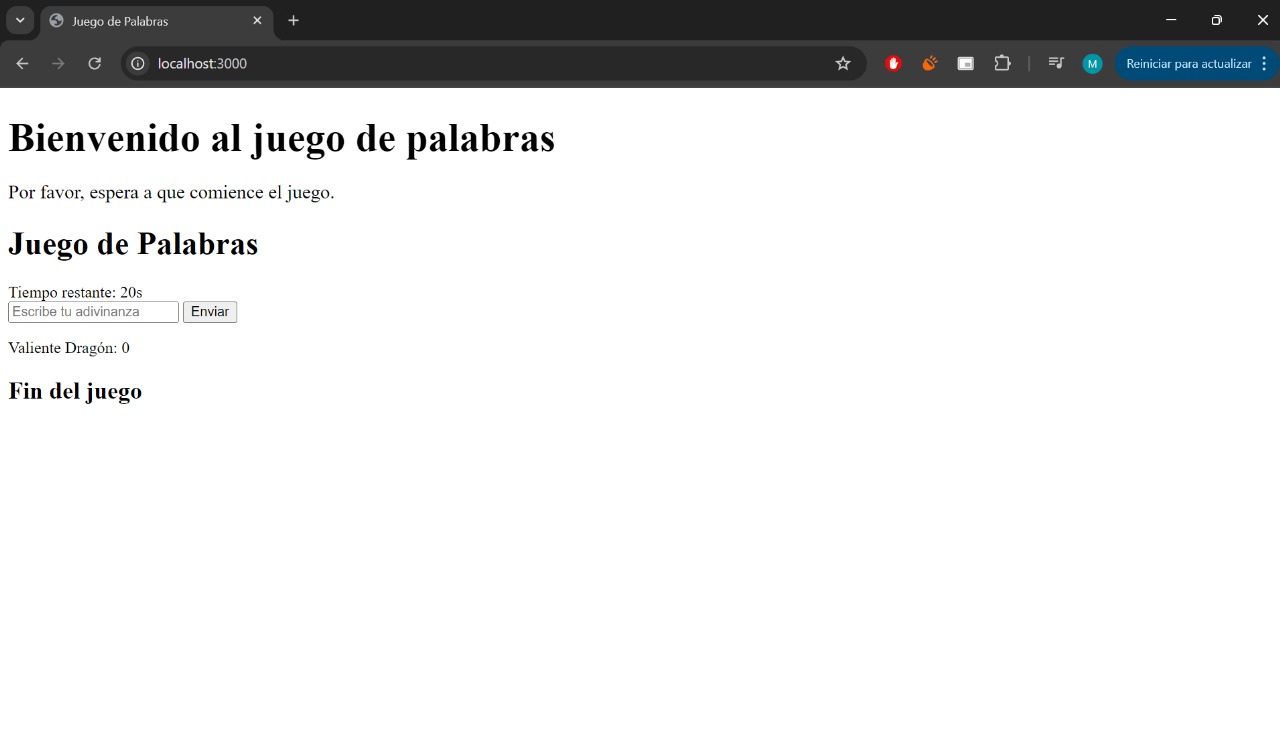 Juego de Palabras
localhost:3000
M
Reiniciar para actualizar
Bienvenido al juego de palabras
Por favor, espera a que comience el juego.
Juego de Palabras
Tiempo restante: 20s
Escribe tu adivinanza Enviar
Valiente Dragón: 0
Fin del juego